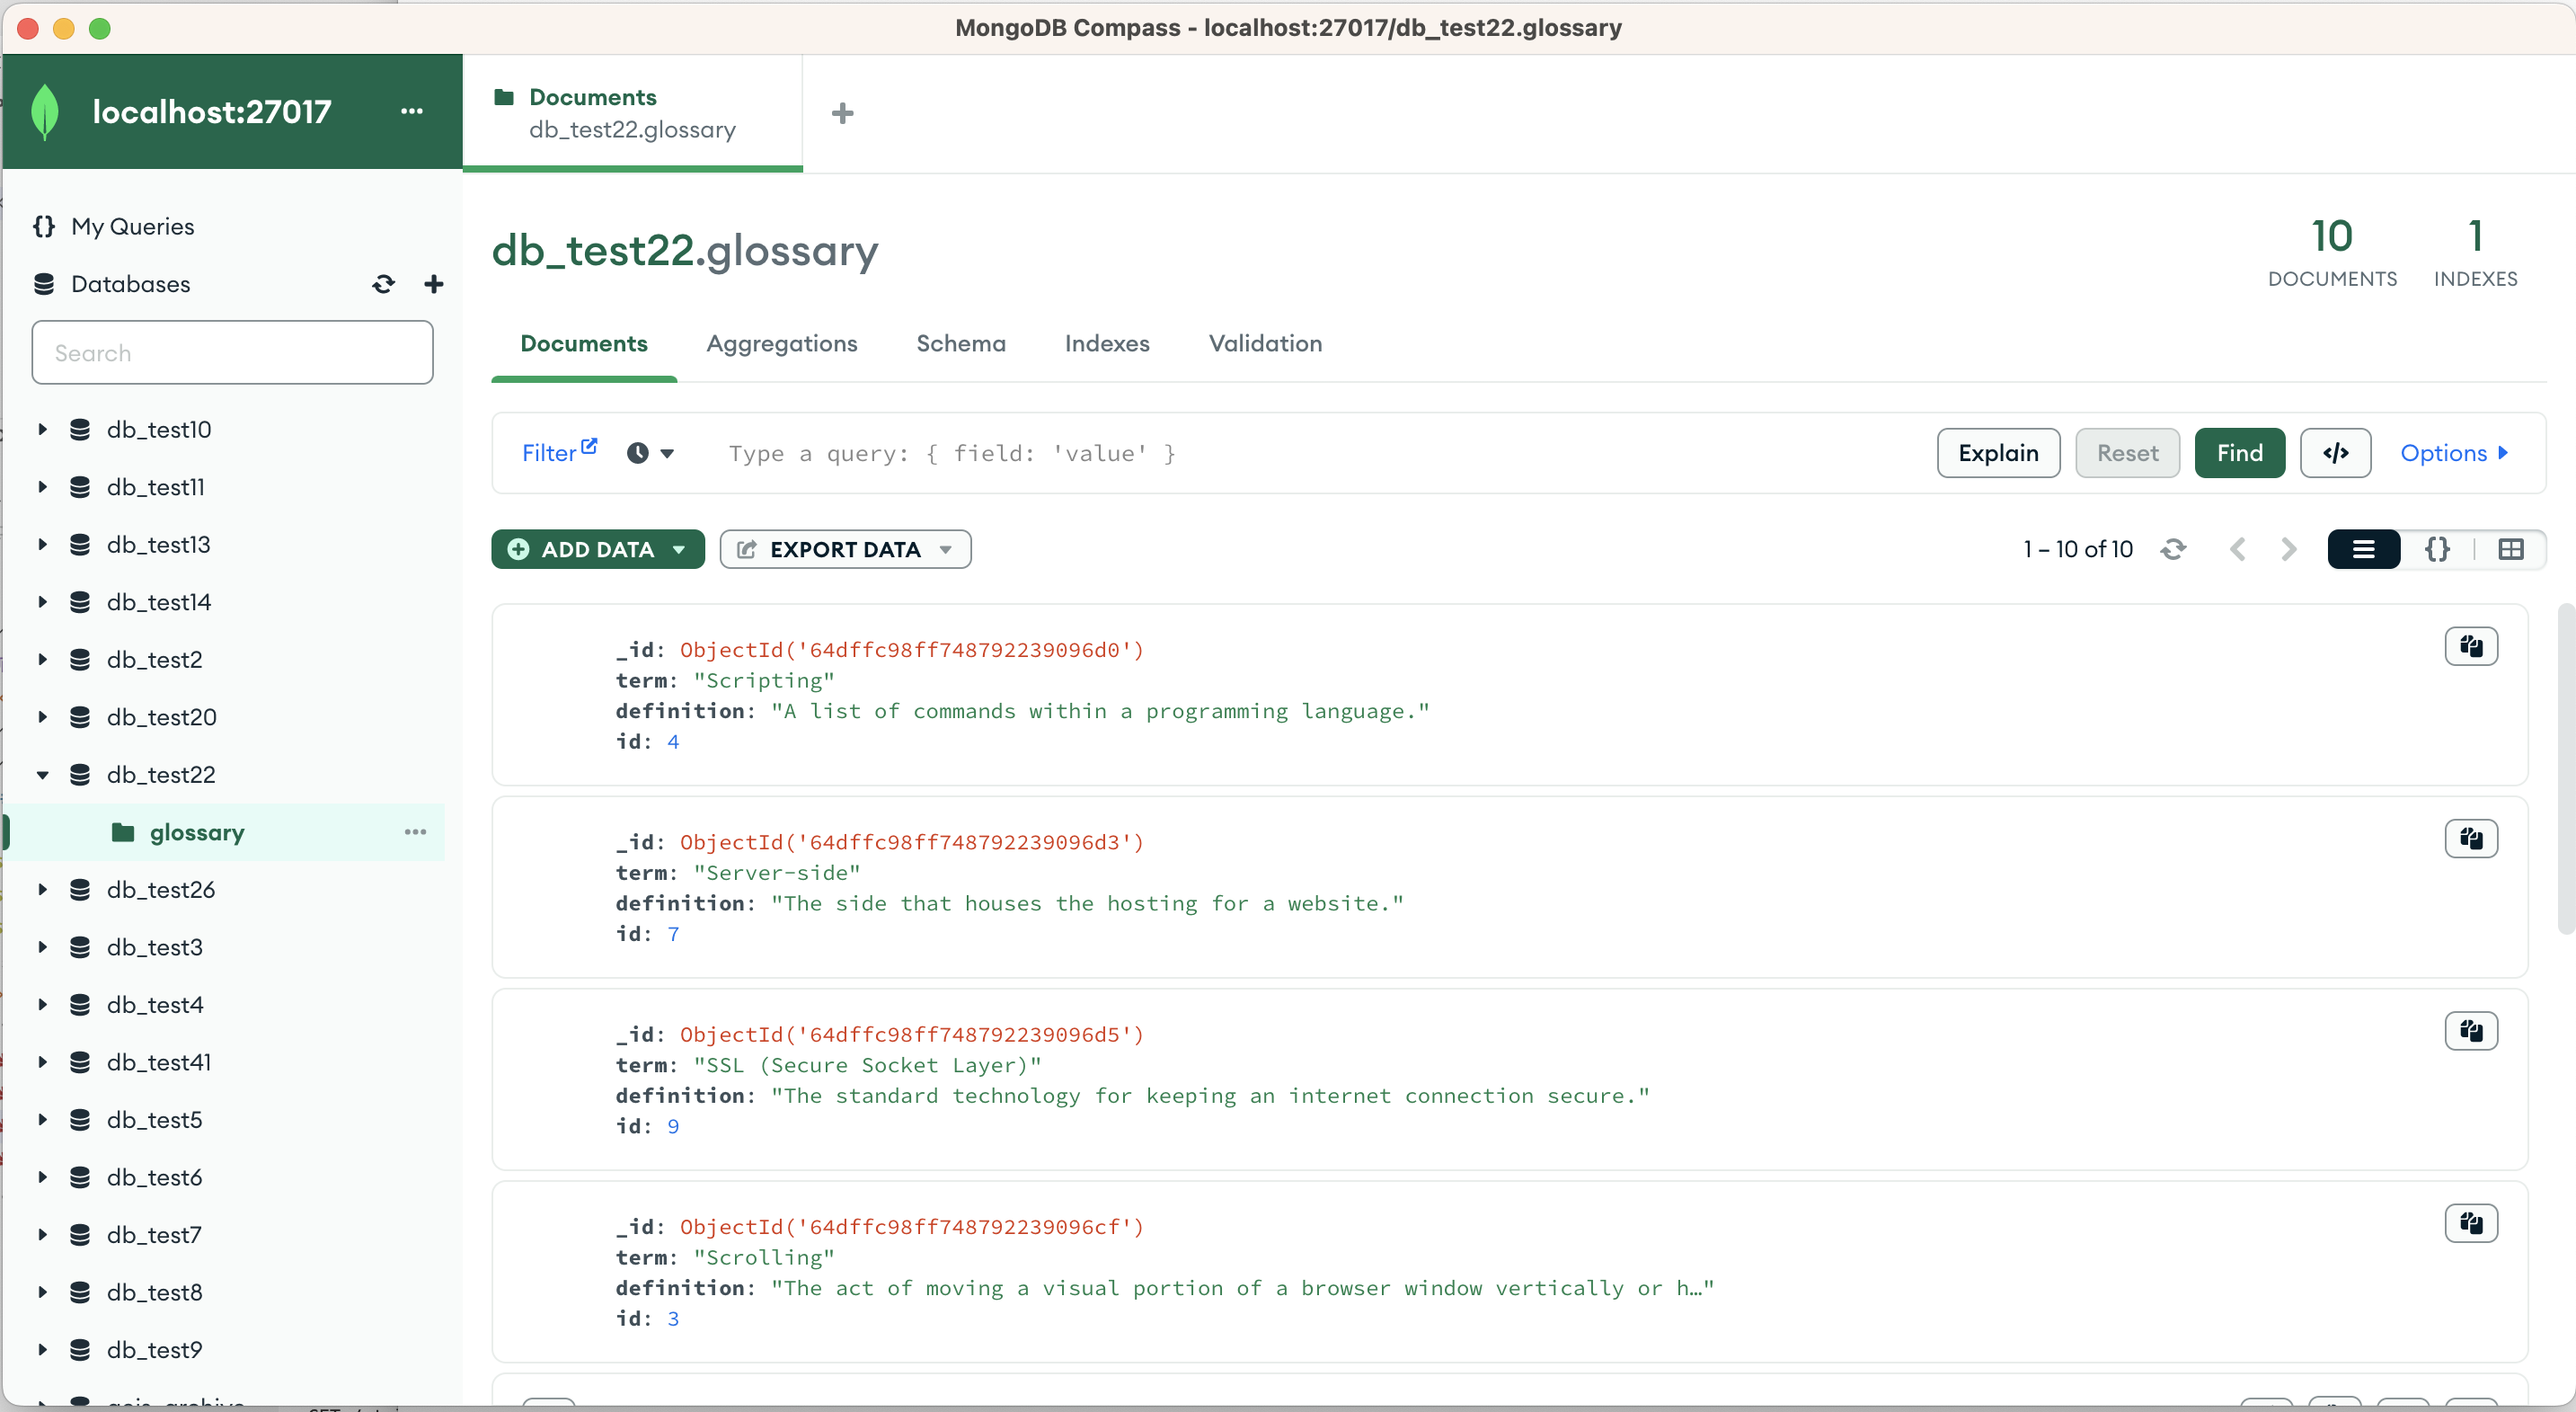 MongoDB Compass - localhost:27017/db_test22.glossary
localhost:27017
Documents
db_test22.glossary
My Queries
Databases
Search
db_test10
db_test11
db_test13
db_test14
db_test2
db_test20
db_test22
glossary
db_test26
db_test3
db_test4
db_test41
db_test5
db_test6
db_test7
db_test8
db_test9
db_test22.glossary
10
DOCUMENTS
1
INDEXES
Documents Aggregations Schema Indexes Validation
Filter Type a query: { field: 'value' } Explain Reset Find </> Options
ADD DATA EXPORT DATA 1 – 10 of 10 {}
_id: ObjectId('64dffc98ff748792239096d0')
term: "Scripting"
definition: "A list of commands within a programming language."
id: 4
_id: ObjectId('64dffc98ff748792239096d3')
term: "Server-side"
definition: "The side that houses the hosting for a website."
id: 7
_id: ObjectId('64dffc98ff748792239096d5')
term: "SSL (Secure Socket Layer)"
definition: "The standard technology for keeping an internet connection secure."
id: 9
_id: ObjectId('64dffc98ff748792239096cf')
term: "Scrolling"
definition: "The act of moving a visual portion of a browser window vertically or h…"
id: 3